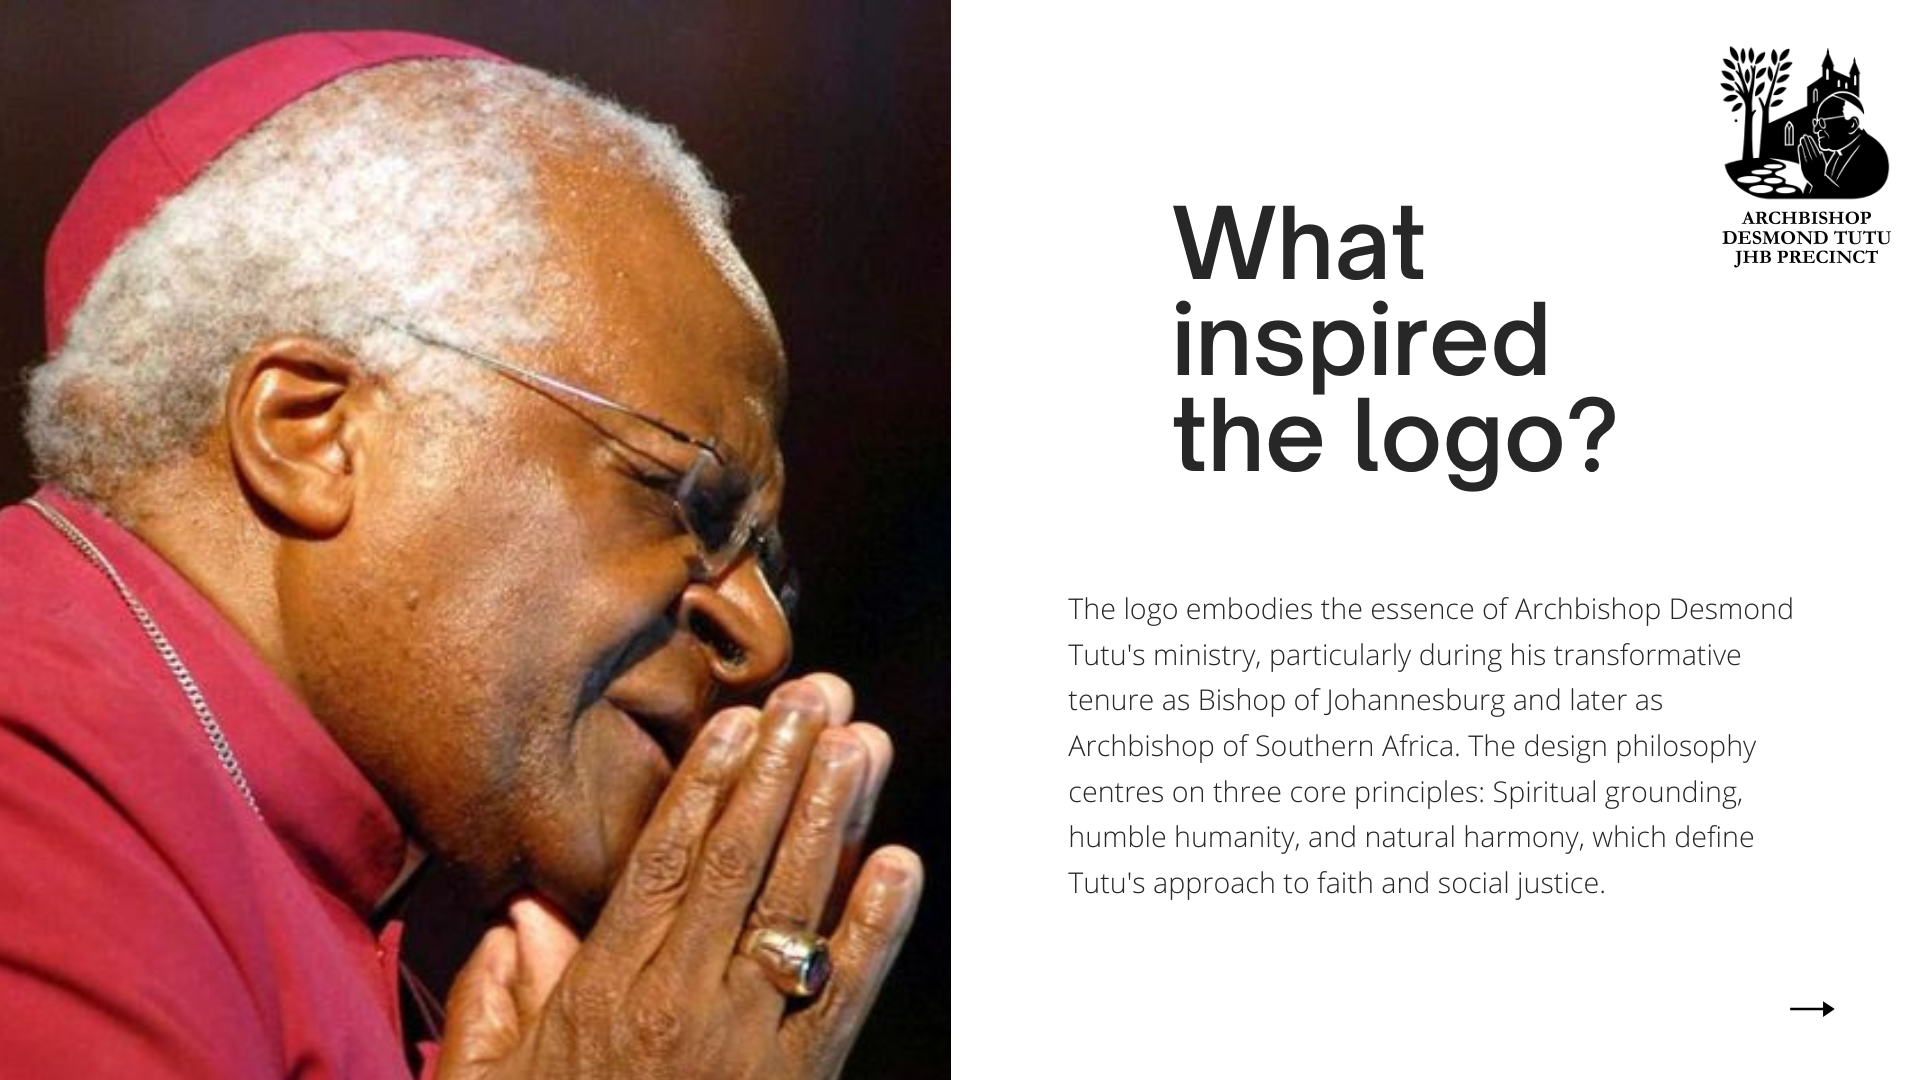 ARCHBISHOP
DESMOND TUTU
JHB PRECINCT
What
inspired
the logo?
The logo embodies the essence of Archbishop Desmond
Tutu's ministry, particularly during his transformative
tenure as Bishop of Johannesburg and later as
Archbishop of Southern Africa. The design philosophy
centres on three core principles: Spiritual grounding,
humble humanity, and natural harmony, which define
Tutu's approach to faith and social justice.